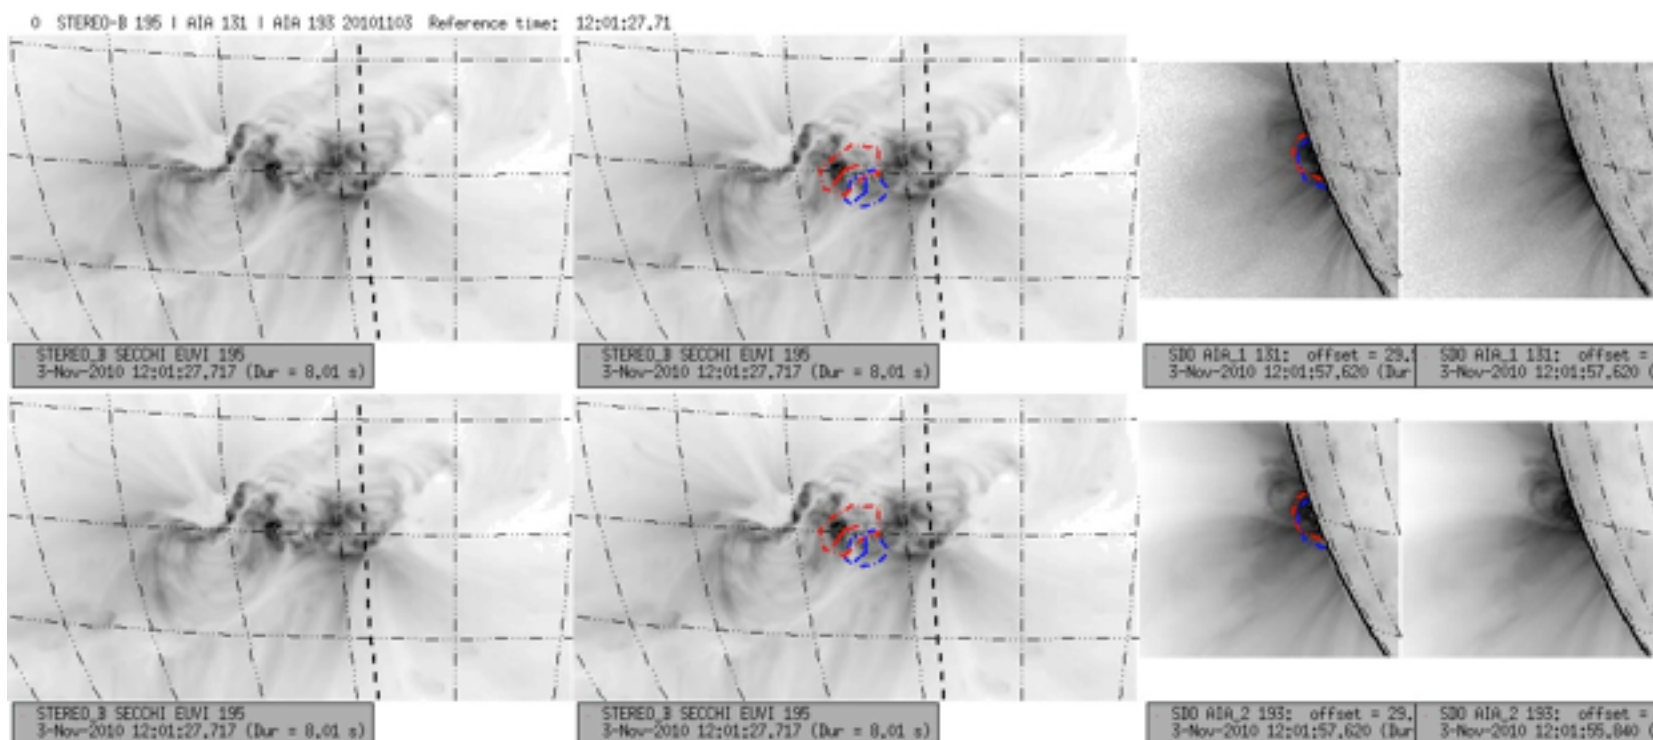 0 STEREO-B 195 | AIA 131 | AIA 193 20101103 Reference time: 12:01:27.71
STEREO_B SECCHI EUVI 195
3-Nov-2010 12:01:27.717 (Dur = 8.01 s)
STEREO_B SECCHI EUVI 195
3-Nov-2010 12:01:27.717 (Dur = 8.01 s)
SDO AIA_1 131: offset = 29.
3-Nov-2010 12:01:57.620 (Dur
SDO AIA_1 131: offset =
3-Nov-2010 12:01:57.620 (
STEREO_B SECCHI EUVI 195
3-Nov-2010 12:01:27.717 (Dur = 8.01 s)
STEREO_B SECCHI EUVI 195
3-Nov-2010 12:01:27.717 (Dur = 8.01 s)
SDO AIA_2 193: offset = 29.
3-Nov-2010 12:01:57.620 (Dur
SDO AIA_2 193: offset =
3-Nov-2010 12:01:55.840 (